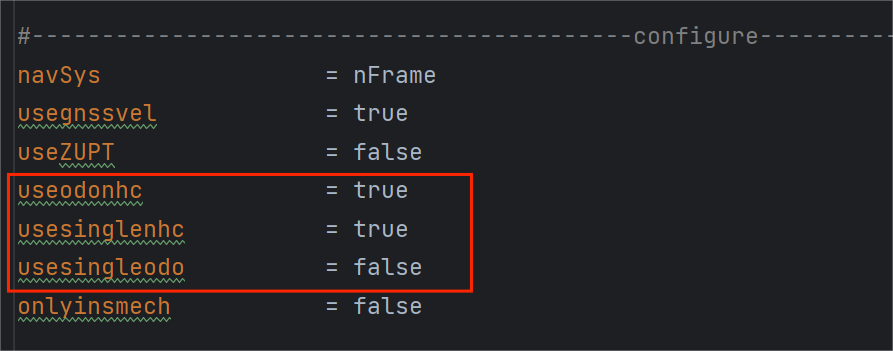 #-----------------------------------configure----------
navSys = nFrame
usegnssvel = true
useZUPT = false
useodonhc = true
usesinglenhc = true
usesingleodo = false
onlyinsmech = false